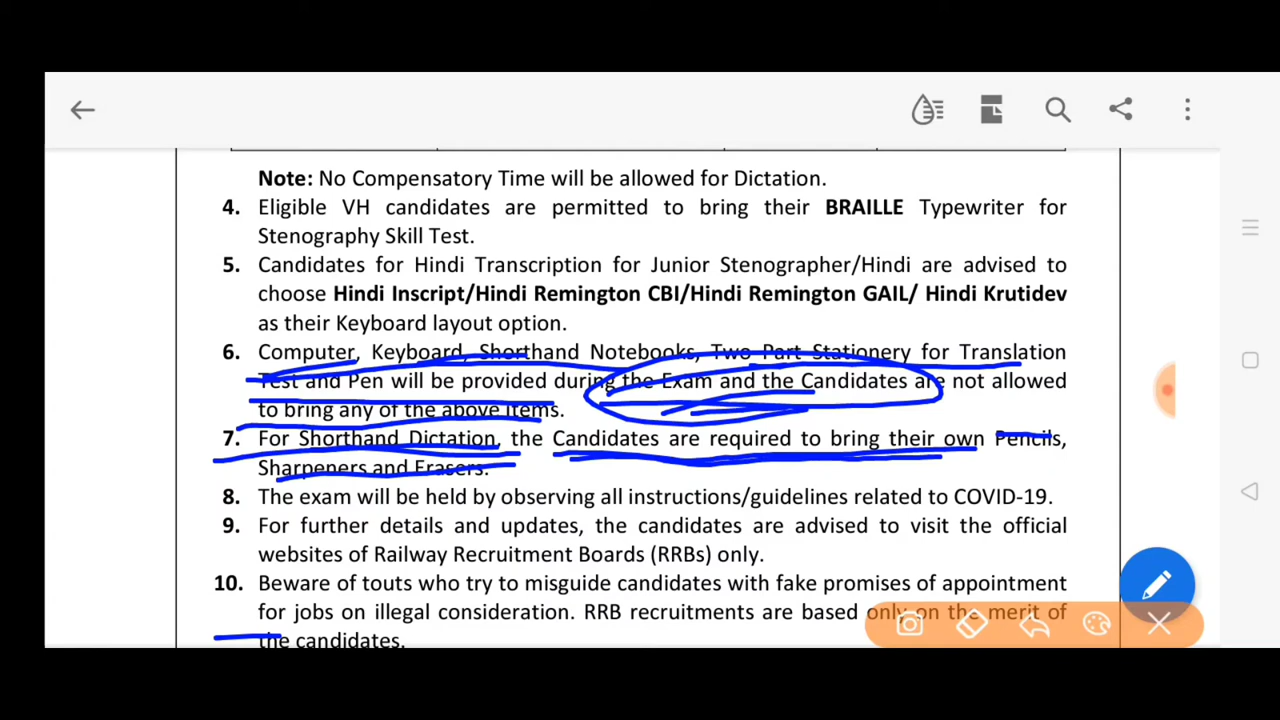 Note: No Compensatory Time will be allowed for Dictation.
4. Eligible VH candidates are permitted to bring their BRAILLE Typewriter for
Stenography Skill Test.
5. Candidates for Hindi Transcription for Junior Stenographer/Hindi are advised to
choose Hindi Inscript/Hindi Remington CBI/Hindi Remington GAIL/ Hindi Krutidev
as their Keyboard layout option.
6. Computer, Keyboard, Shorthand Notebooks, Two Part Stationery for Translation
Test and Pen will be provided during the Exam and the Candidates are not allowed
to bring any of the above items.
7. For Shorthand Dictation, the Candidates are required to bring their own Pencils,
Sharpeners and Erasers.
8. The exam will be held by observing all instructions/guidelines related to COVID-19.
9. For further details and updates, the candidates are advised to visit the official
websites of Railway Recruitment Boards (RRBs) only.
10. Beware of touts who try to misguide candidates with fake promises of appointment
for jobs on illegal consideration. RRB recruitments are based only on the merit of
the candidates.